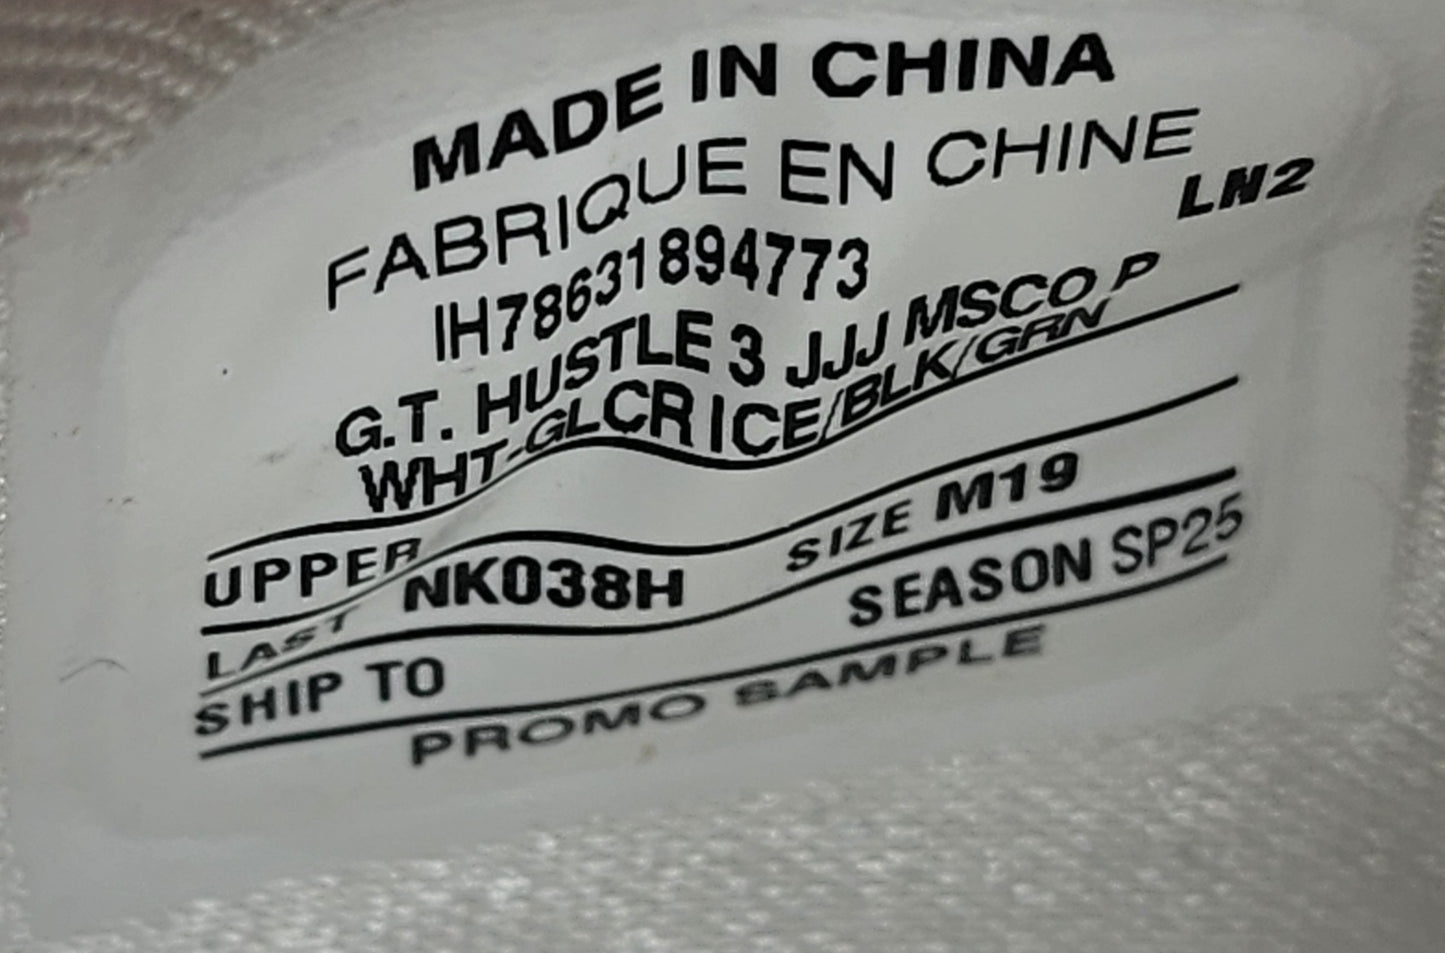 MADE IN CHINA
FABRIQUE EN CHINE
LN2
IH78631894773
G.T. HUSTLE 3 JJJ MSCO P
WHT-GLCR ICE/BLK/GRN
UPPER
LAST NK038H SIZE M19
SHIP TO SEASON SP25
PROMO SAMPLE